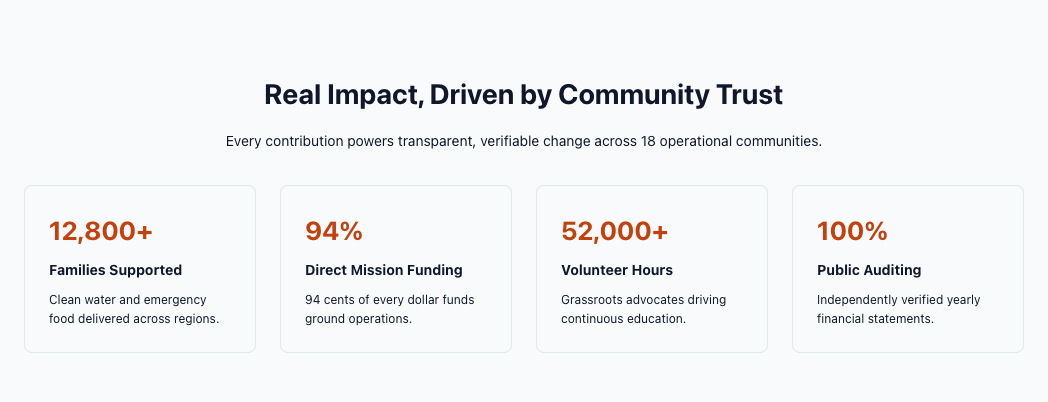 Real Impact, Driven by Community Trust
Every contribution powers transparent, verifiable change across 18 operational communities.
12,800+
Families Supported
Clean water and emergency
food delivered across regions.
94%
Direct Mission Funding
94 cents of every dollar funds
ground operations.
52,000+
Volunteer Hours
Grassroots advocates driving
continuous education.
100%
Public Auditing
Independently verified yearly
financial statements.